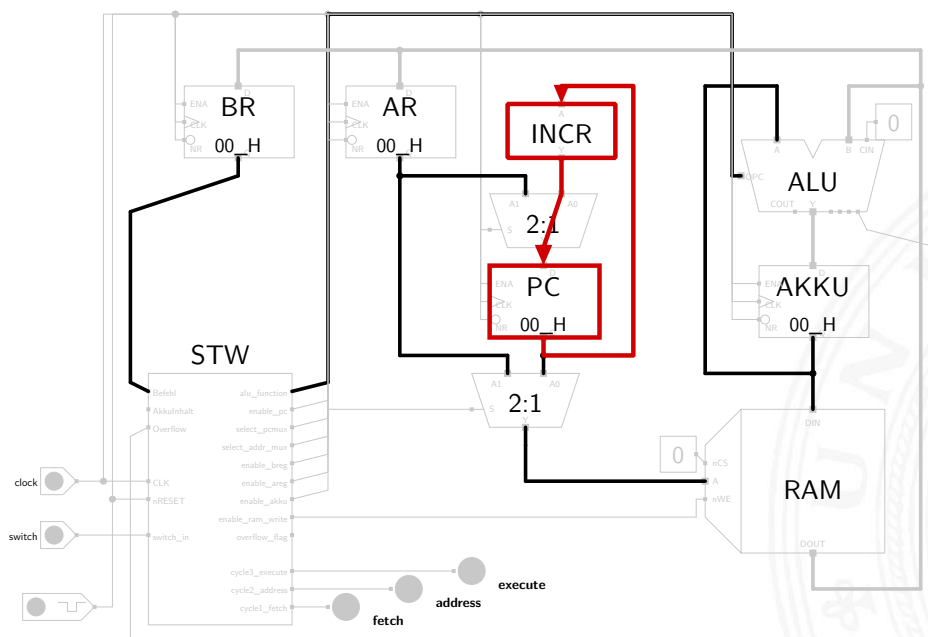 D
BR
ENA
CLK
NR
00_H
D
AR
ENA
CLK
NR
00_H
A
INCR
Y
A1
A0
2:1
S
D
PC
ENA
CLK
NR
00_H
A1
A0
2:1
S
Y
A
B
CIN
0
OPC
ALU
COUT
Y
D
AKKU
ENA
CLK
NR
00_H
STW
Befehl
AkkuInhalt
Overflow
CLK
nRESET
switch_in
alu_function
enable_pc
select_pcmux
select_addr_mux
enable_breg
enable_areg
enable_akku
enable_ram_write
overflow_flag
cycle3_execute
cycle2_address
cycle1_fetch
clock
switch
execute
address
fetch
DIN
0
nCS
A
nWE
RAM
DOUT